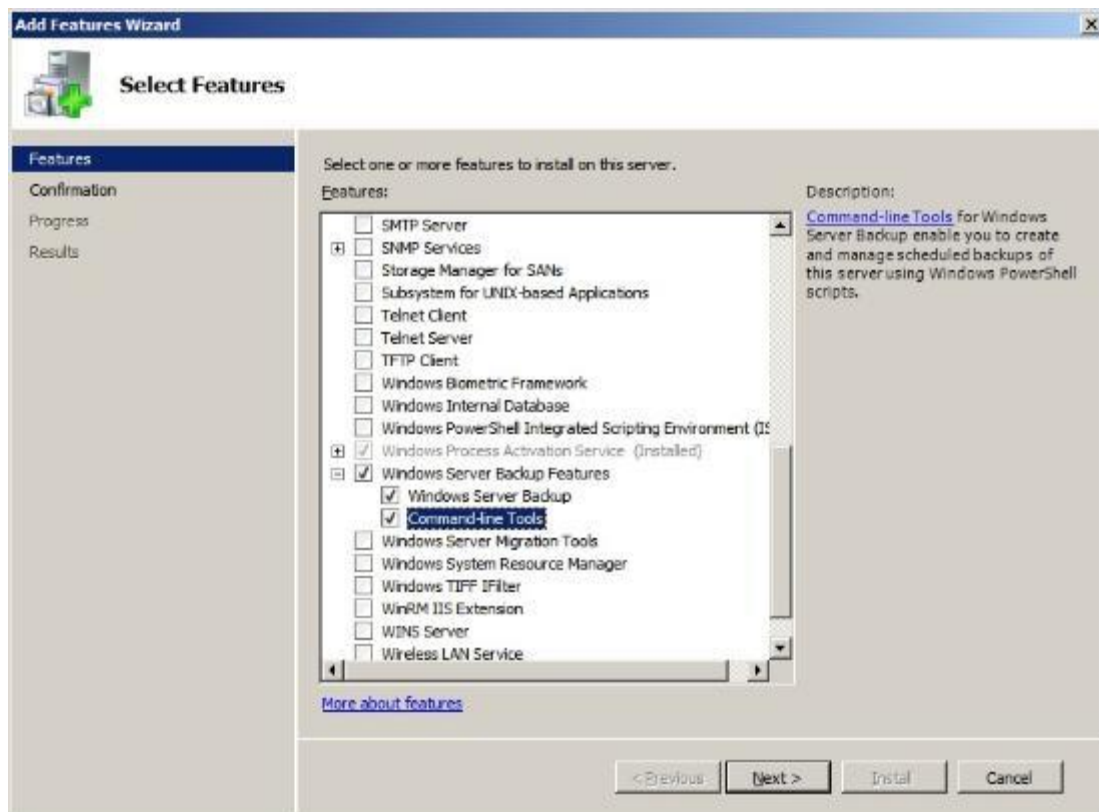 Add Features Wizard
Select Features
Features
Confirmation
Progress
Results
Select one or more features to install on this server.
Features:
SMTP Server
SNMP Services
Storage Manager for SANs
Subsystem for UNIX-based Applications
Telnet Client
Telnet Server
TFTP Client
Windows Biometric Framework
Windows Internal Database
Windows PowerShell Integrated Scripting Environment (IS
Windows Process Activation Service (Installed)
Windows Server Backup Features
Windows Server Backup
Command-line Tools
Windows Server Migration Tools
Windows System Resource Manager
Windows TIFF IFilter
WinRM IIS Extension
WINS Server
Wireless LAN Service
More about features
Description:
Command-line Tools for Windows
Server Backup enable you to create
and manage scheduled backups of
this server using Windows PowerShell
scripts.
< Previous
Next >
Install
Cancel